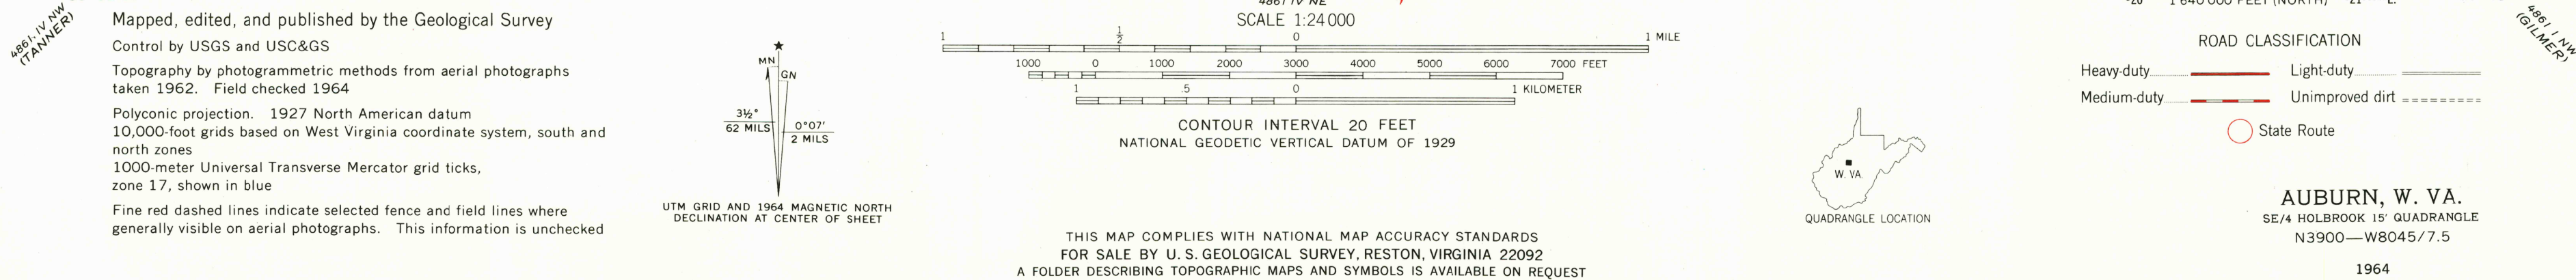 4861 IV NW
(TANNER)
Mapped, edited, and published by the Geological Survey
Control by USGS and USC&GS
Topography by photogrammetric methods from aerial photographs
taken 1962. Field checked 1964
Polyconic projection. 1927 North American datum
10,000-foot grids based on West Virginia coordinate system, south and
north zones
1000-meter Universal Transverse Mercator grid ticks,
zone 17, shown in blue
Fine red dashed lines indicate selected fence and field lines where
generally visible on aerial photographs. This information is unchecked
MN
GN
3½°
62 MILS
0°07′
2 MILS
UTM GRID AND 1964 MAGNETIC NORTH
DECLINATION AT CENTER OF SHEET
4861 IV NE
SCALE 1:24000
1 ½ 0 1 MILE
1000 0 1000 2000 3000 4000 5000 6000 7000 FEET
1 .5 0 1 KILOMETER
CONTOUR INTERVAL 20 FEET
NATIONAL GEODETIC VERTICAL DATUM OF 1929
THIS MAP COMPLIES WITH NATIONAL MAP ACCURACY STANDARDS
FOR SALE BY U. S. GEOLOGICAL SURVEY, RESTON, VIRGINIA 22092
A FOLDER DESCRIBING TOPOGRAPHIC MAPS AND SYMBOLS IS AVAILABLE ON REQUEST
W. VA.
QUADRANGLE LOCATION
1 640 000 FEET (NORTH)
4861 I NW
(GILMER)
ROAD CLASSIFICATION
Heavy-duty Light-duty
Medium-duty Unimproved dirt
State Route
AUBURN, W. VA.
SE/4 HOLBROOK 15′ QUADRANGLE
N3900—W8045/7.5
1964